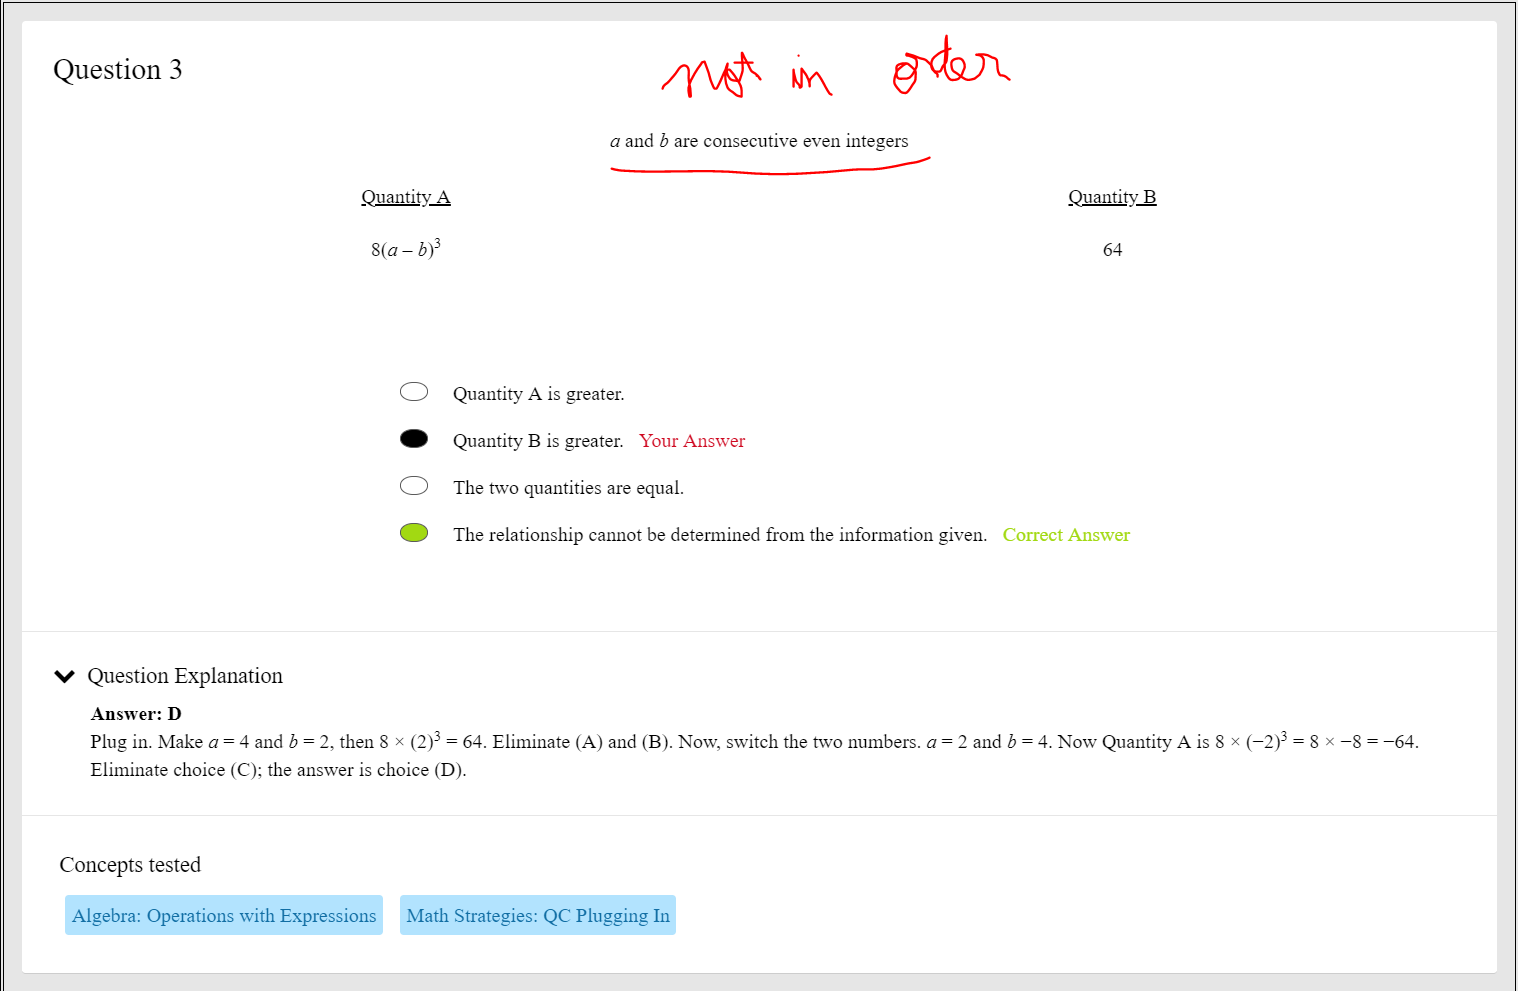 Question 3
not in order
a and b are consecutive even integers
Quantity A
Quantity B
8(a – b)³
64
Quantity A is greater.
Quantity B is greater. Your Answer
The two quantities are equal.
The relationship cannot be determined from the information given. Correct Answer
Question Explanation
Answer: D
Plug in. Make a = 4 and b = 2, then 8 × (2)³ = 64. Eliminate (A) and (B). Now, switch the two numbers. a = 2 and b = 4. Now Quantity A is 8 × (−2)³ = 8 × −8 = −64.
Eliminate choice (C); the answer is choice (D).
Concepts tested
Algebra: Operations with Expressions
Math Strategies: QC Plugging In